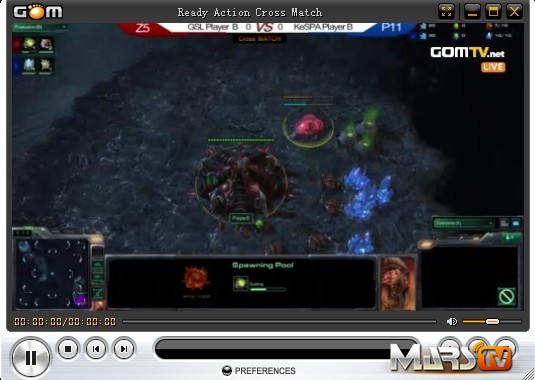 GOM
Ready Action Cross Match
Z5 GSL Player B 0 VS 0 KeSPA Player B P11
Cross MATCH
GOMTV.net
LIVE
PlayerB
Spawning Pool
00:00:00/00:00:00
PREFERENCES
MARS TV